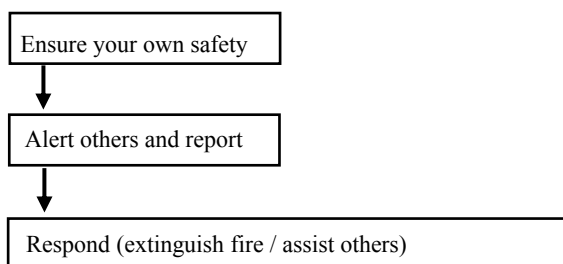 Ensure your own safety
Alert others and report
Respond (extinguish fire / assist others)